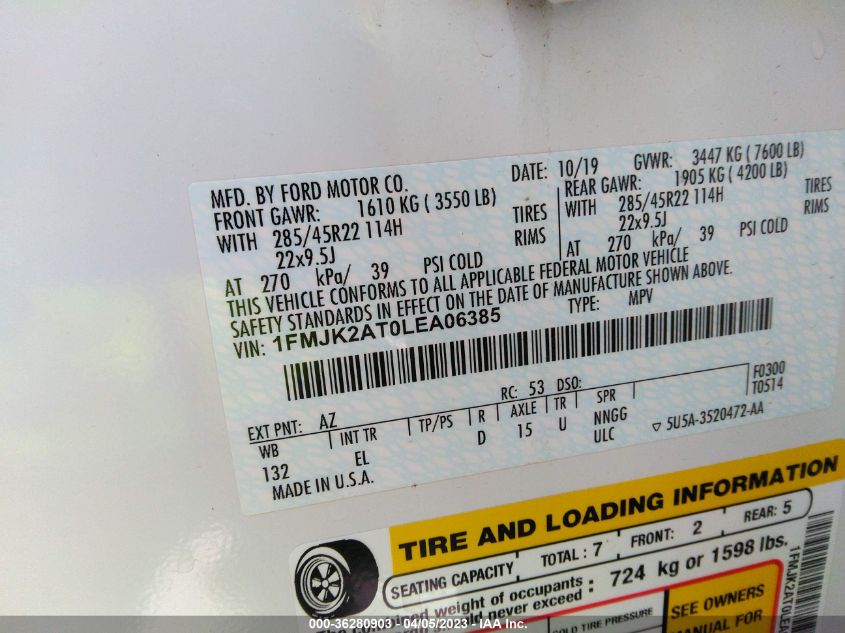 MFD. BY FORD MOTOR CO.
DATE: 10/19 GVWR: 3447 KG ( 7600 LB)
FRONT GAWR: 1610 KG ( 3550 LB)
REAR GAWR: 1905 KG ( 4200 LB)
WITH 285/45R22 114H TIRES
WITH 285/45R22 114H TIRES
22x9.5J RIMS
22x9.5J RIMS
AT 270 kPa/ 39 PSI COLD
AT 270 kPa/ 39 PSI COLD
THIS VEHICLE CONFORMS TO ALL APPLICABLE FEDERAL MOTOR VEHICLE
SAFETY STANDARDS IN EFFECT ON THE DATE OF MANUFACTURE SHOWN ABOVE.
VIN: 1FMJK2AT0LEA06385
TYPE: MPV
F0300
T0514
EXT PNT: AZ RC: 53 DSO:
WB INT TR TP/PS R AXLE TR SPR
132 EL D 15 U NNGG
ULC
▽ 5U5A-3520472-AA
MADE IN U.S.A.
TIRE AND LOADING INFORMATION
SEATING CAPACITY TOTAL : 7 FRONT: 2 REAR: 5
weight of occupants
never exceed : 724 kg or 1598 lbs.
COLD TIRE PRESSURE
SEE OWNERS
MANUAL FOR
1FMJK2AT0LEA
000-36280903 - 04/05/2023 - IAA Inc.